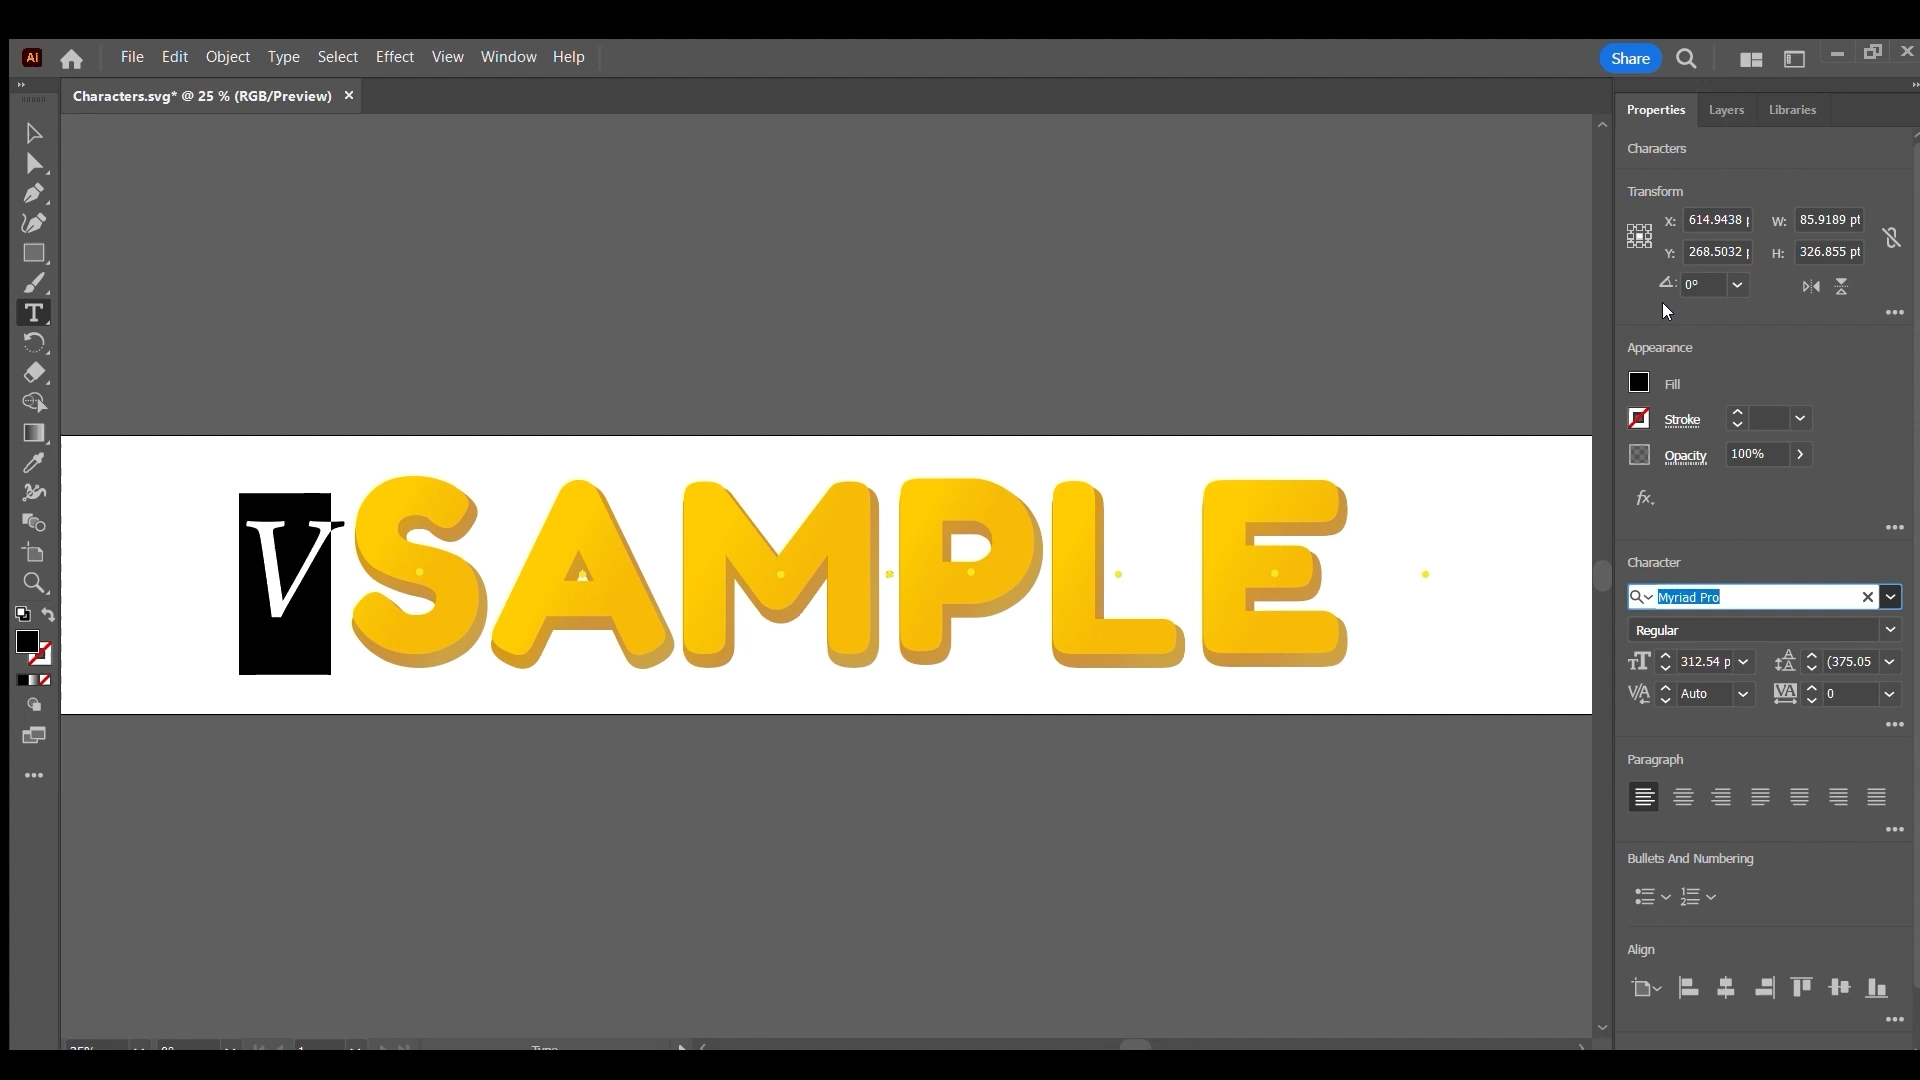 Ai
File Edit Object Type Select Effect View Window Help
Share
Characters.svg* @ 25 % (RGB/Preview) ×
Properties Layers Libraries
Characters
Transform
X: 614.9438 W: 85.9189 pt
Y: 268.5032 H: 326.855 pt
0°
Appearance
Fill
Stroke
Opacity 100%
fx.
V SAMPLE
Character
Myriad Pro
Regular
312.54 p (375.05
Auto 0
Paragraph
Bullets And Numbering
Align